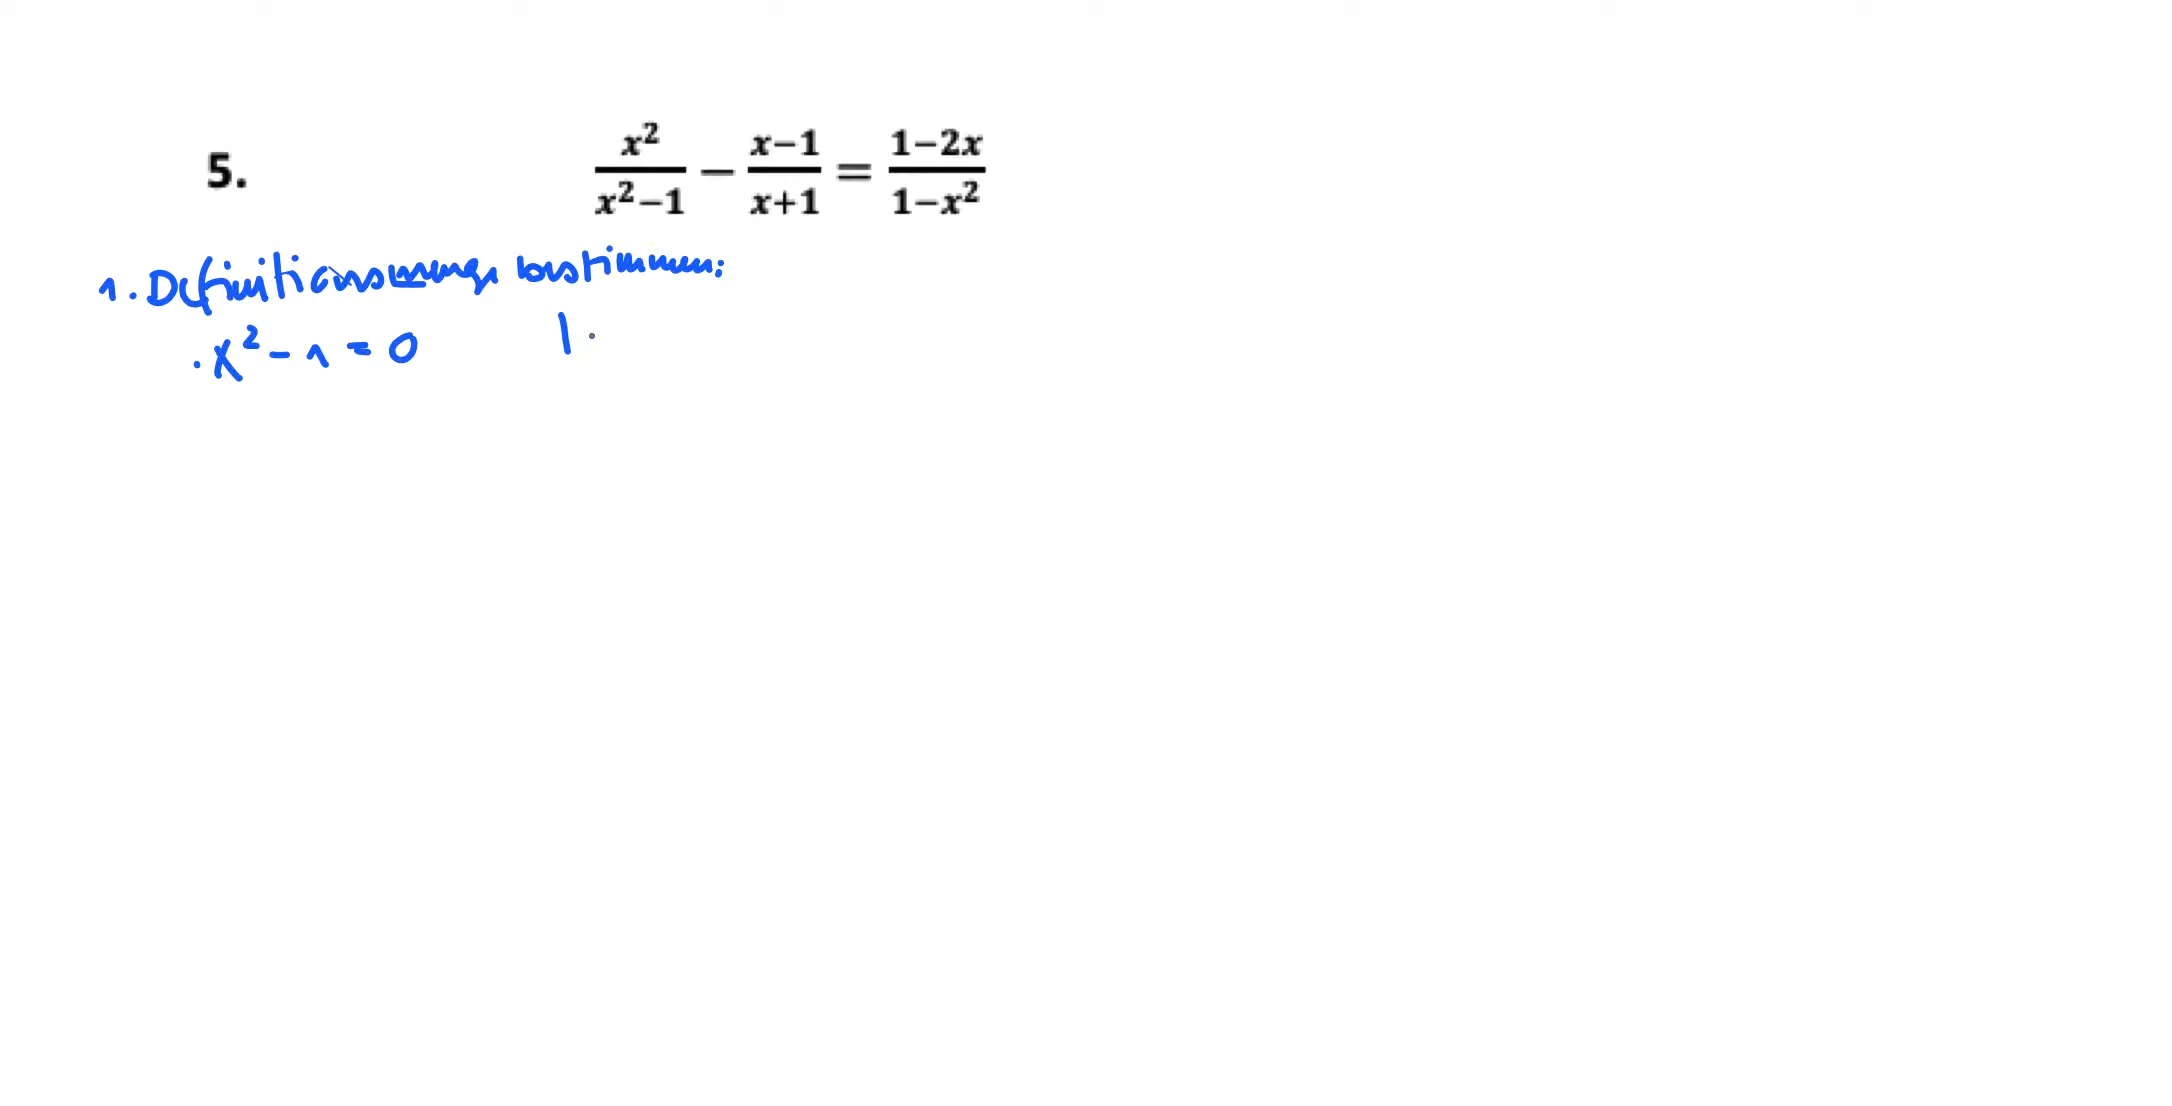 5. x²/(x²−1) − (x−1)/(x+1) = (1−2x)/(1−x²)
1. Definitionsmenge bestimmen:
· x² − 1 = 0 |